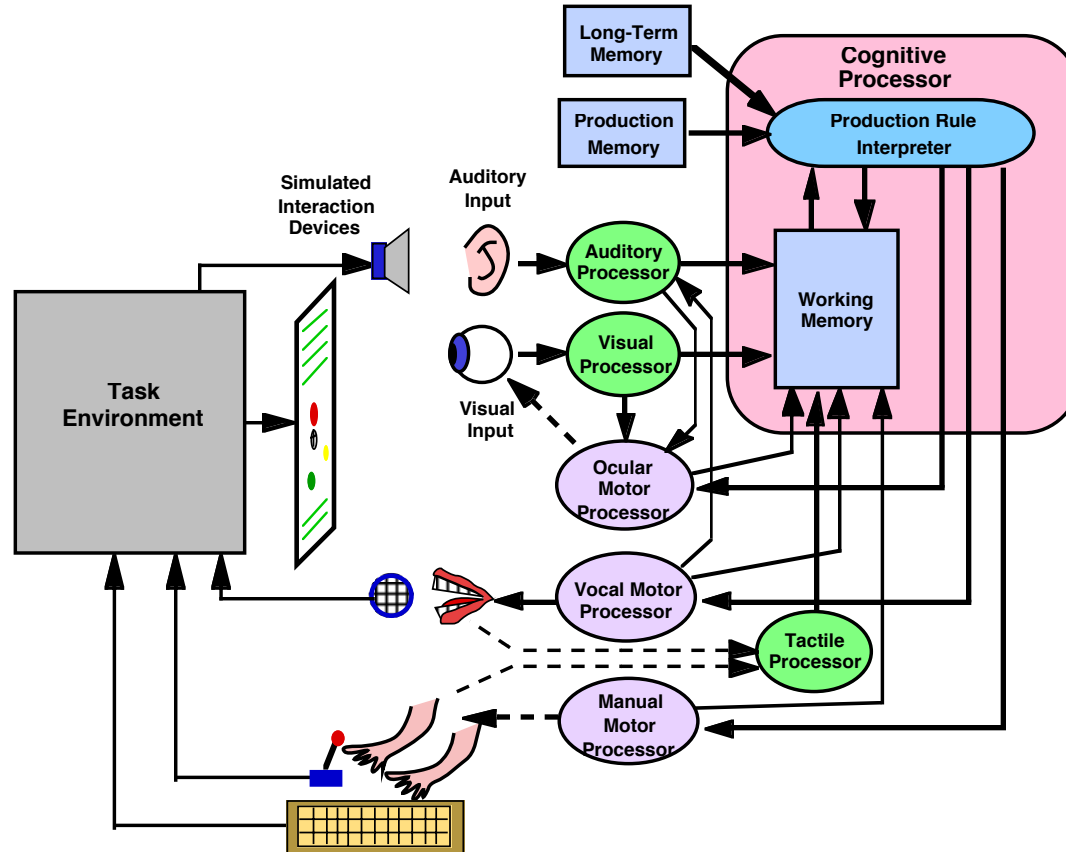 Long-Term
Memory
Cognitive
Processor
Production
Memory
Production Rule
Interpreter
Simulated
Interaction
Devices
Auditory
Input
Auditory
Processor
Working
Memory
Visual
Processor
Task
Environment
Visual
Input
Ocular
Motor
Processor
Vocal Motor
Processor
Tactile
Processor
Manual
Motor
Processor